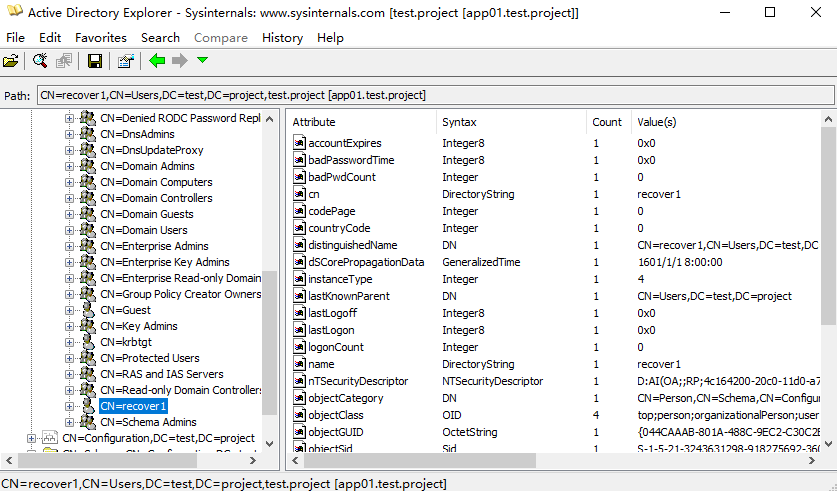 Active Directory Explorer - Sysinternals: www.sysinternals.com [test.project [app01.test.project]]
File Edit Favorites Search Compare History Help
Path: CN=recover1,CN=Users,DC=test,DC=project,test.project [app01.test.project]
CN=Denied RODC Password Repl
CN=DnsAdmins
CN=DnsUpdateProxy
CN=Domain Admins
CN=Domain Computers
CN=Domain Controllers
CN=Domain Guests
CN=Domain Users
CN=Enterprise Admins
CN=Enterprise Key Admins
CN=Enterprise Read-only Domain
CN=Group Policy Creator Owners
CN=Guest
CN=Key Admins
CN=krbtgt
CN=Protected Users
CN=RAS and IAS Servers
CN=Read-only Domain Controllers
CN=recover1
CN=Schema Admins
CN=Configuration,DC=test,DC=project
Attribute Syntax Count Value(s)
accountExpires Integer8 1 0x0
badPasswordTime Integer8 1 0x0
badPwdCount Integer 1 0
cn DirectoryString 1 recover1
codePage Integer 1 0
countryCode Integer 1 0
distinguishedName DN 1 CN=recover1,CN=Users,DC=test,DC
dSCorePropagationData GeneralizedTime 1 1601/1/1 8:00:00
instanceType Integer 1 4
lastKnownParent DN 1 CN=Users,DC=test,DC=project
lastLogoff Integer8 1 0x0
lastLogon Integer8 1 0x0
logonCount Integer 1 0
name DirectoryString 1 recover1
nTSecurityDescriptor NTSecurityDescriptor 1 D:AI(OA;;RP;4c164200-20c0-11d0-a7
objectCategory DN 1 CN=Person,CN=Schema,CN=Configu
objectClass OID 4 top;person;organizationalPerson;user
objectGUID OctetString 1 {044CAAAB-801A-488C-9EC2-C30C2E
objectSid Sid 1 S-1-5-21-3243631298-918275692-360
CN=recover1,CN=Users,DC=test,DC=project,test.project [app01.test.project]